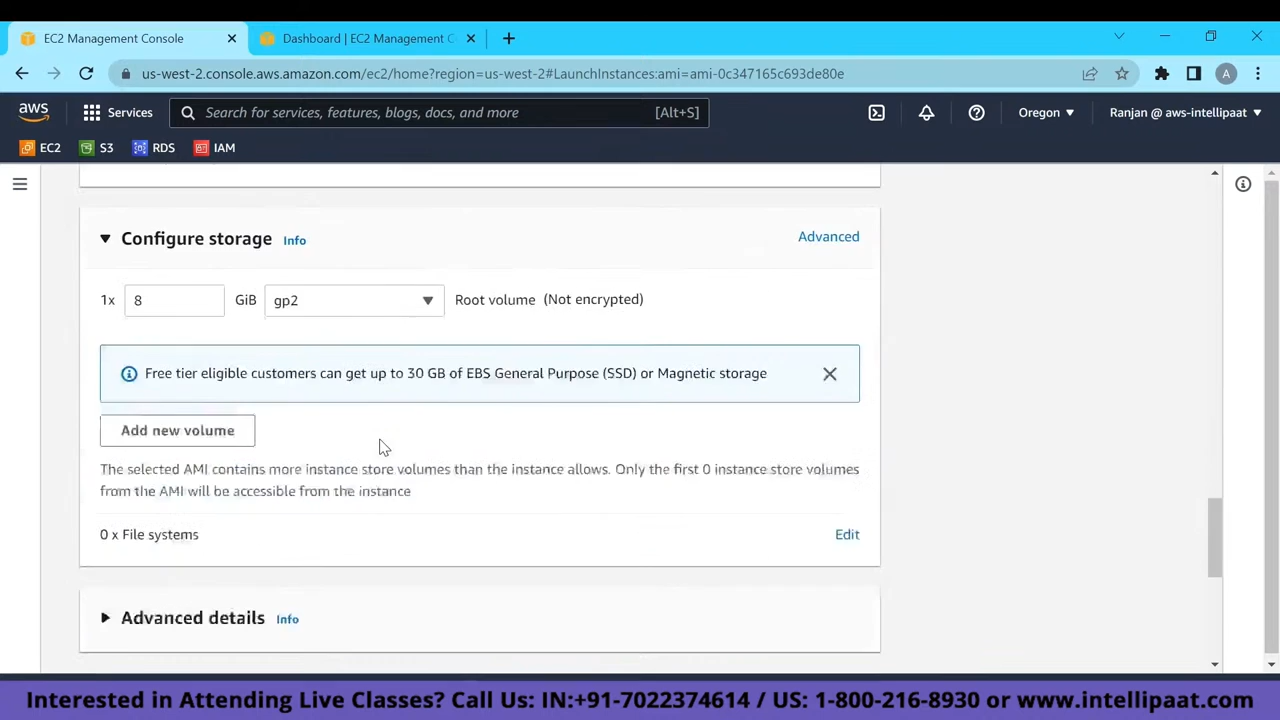 EC2 Management Console
Dashboard | EC2 Management C
us-west-2.console.aws.amazon.com/ec2/home?region=us-west-2#LaunchInstances:ami=ami-0c347165c693de80e
A
aws
Services
Search for services, features, blogs, docs, and more
[Alt+S]
Oregon
Ranjan @ aws-intellipaat
EC2
S3
RDS
IAM
Configure storage
Info
Advanced
1x
8
GiB
gp2
Root volume (Not encrypted)
Free tier eligible customers can get up to 30 GB of EBS General Purpose (SSD) or Magnetic storage
Add new volume
The selected AMI contains more instance store volumes than the instance allows. Only the first 0 instance store volumes
from the AMI will be accessible from the instance
0 x File systems
Edit
Advanced details
Info
Interested in Attending Live Classes? Call Us: IN:+91-7022374614 / US: 1-800-216-8930 or www.intellipaat.com